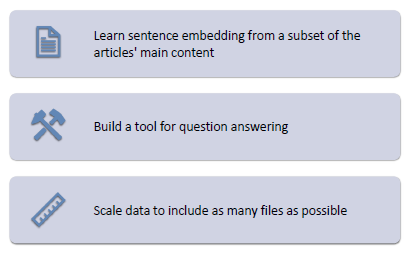 Learn sentence embedding from a subset of the
articles' main content
Build a tool for question answering
Scale data to include as many files as possible